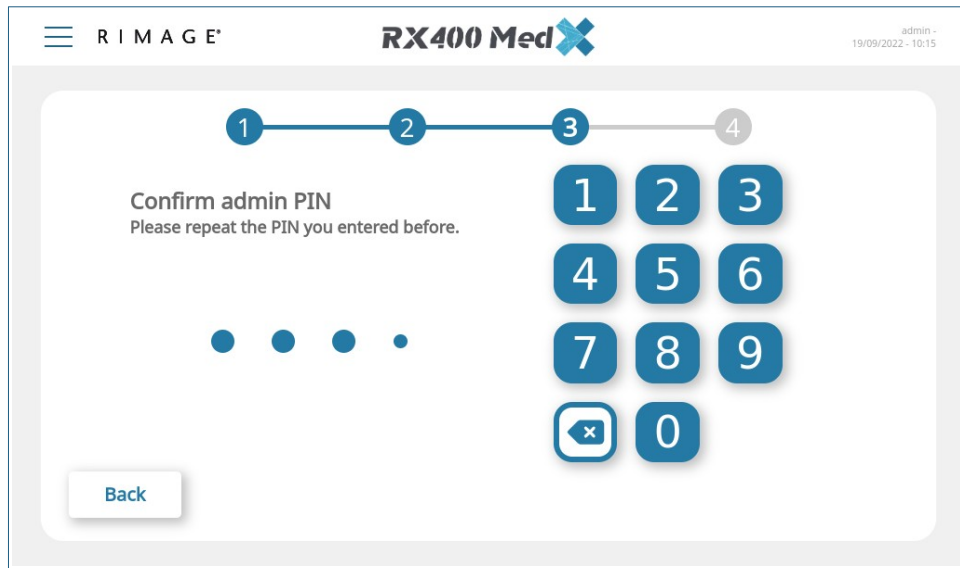 RIMAGE®
RX400 Med
admin -
19/09/2022 - 10:15
1 2 3 4
Confirm admin PIN
Please repeat the PIN you entered before.
1 2 3
4 5 6
7 8 9
0
Back